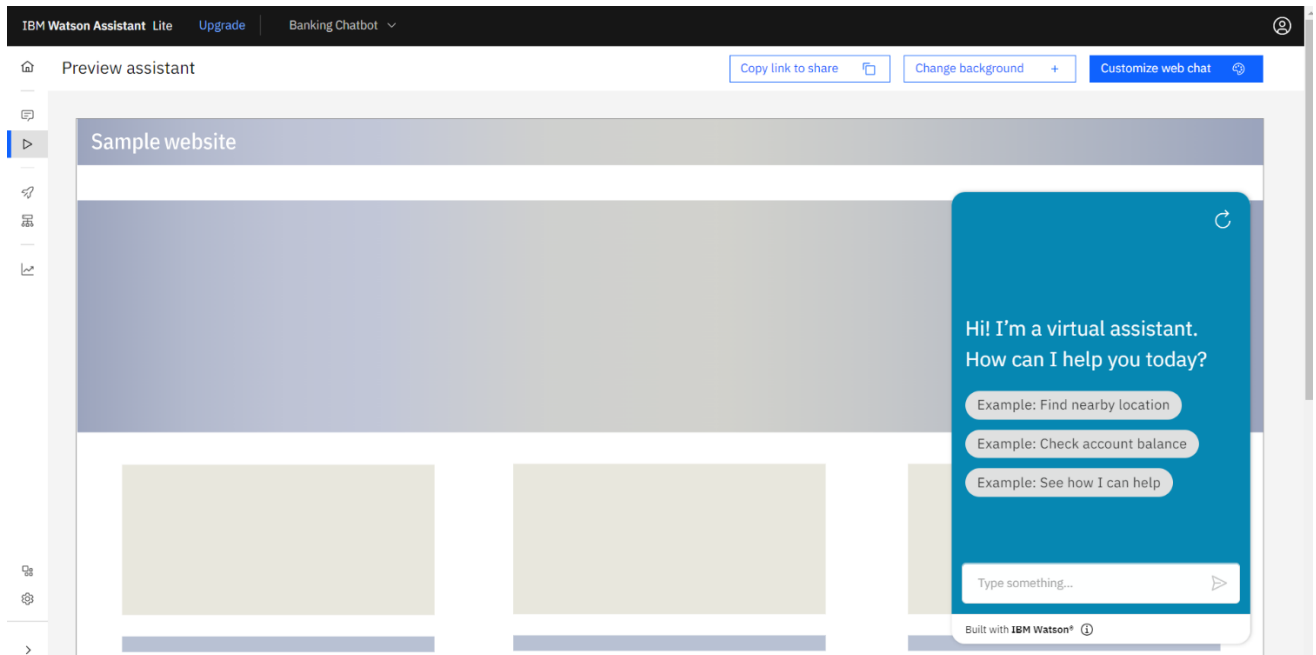 IBM Watson Assistant Lite Upgrade Banking Chatbot
Preview assistant Copy link to share Change background + Customize web chat
Sample website
Hi! I'm a virtual assistant.
How can I help you today?
Example: Find nearby location
Example: Check account balance
Example: See how I can help
Type something...
Built with IBM Watson®